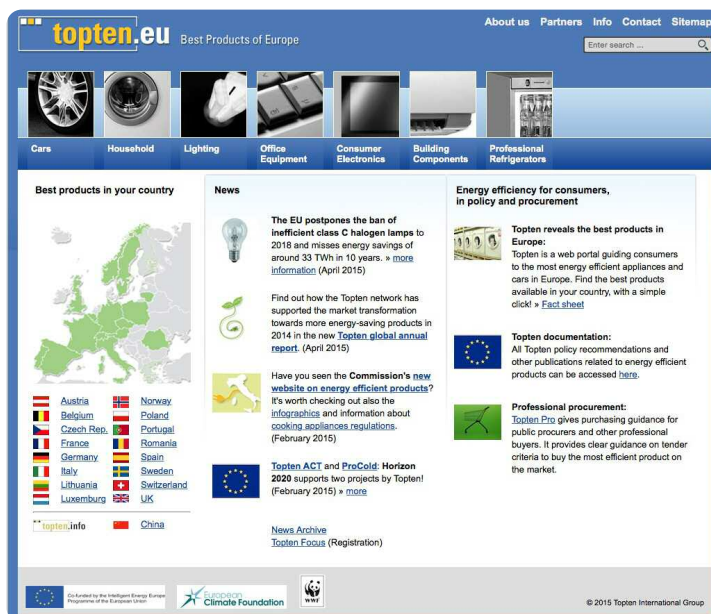 About us Partners Info Contact Sitemap
topten.eu Best Products of Europe
Enter search ...
Cars
Household
Lighting
Office
Equipment
Consumer
Electronics
Building
Components
Professional
Refrigerators
Best products in your country
Austria
Norway
Belgium
Poland
Czech Rep.
Portugal
France
Romania
Germany
Spain
Italy
Sweden
Lithuania
Switzerland
Luxemburg
UK
topten.info
China
News
The EU postpones the ban of
inefficient class C halogen lamps to
2018 and misses energy savings of
around 33 TWh in 10 years. » more
information (April 2015)
Find out how the Topten network has
supported the market transformation
towards more energy-saving products in
2014 in the new Topten global annual
report. (April 2015)
Have you seen the Commission's new
website on energy efficient products?
It's worth checking out also the
infographics and information about
cooking appliances regulations.
(February 2015)
Topten ACT and ProCold: Horizon
2020 supports two projects by Topten!
(February 2015) » more
News Archive
Topten Focus (Registration)
Energy efficiency for consumers,
in policy and procurement
Topten reveals the best products in
Europe:
Topten is a web portal guiding consumers
to the most energy efficient appliances and
cars in Europe. Find the best products
available in your country, with a simple
click! » Fact sheet
Topten documentation:
All Topten policy recommendations and
other publications related to energy efficient
products can be accessed here.
Professional procurement:
Topten Pro gives purchasing guidance for
public procurers and other professional
buyers. It provides clear guidance on tender
criteria to buy the most efficient product on
the market.
Co-funded by the Intelligent Energy Europe
Programme of the European Union
European
Climate Foundation
WWF
© 2015 Topten International Group